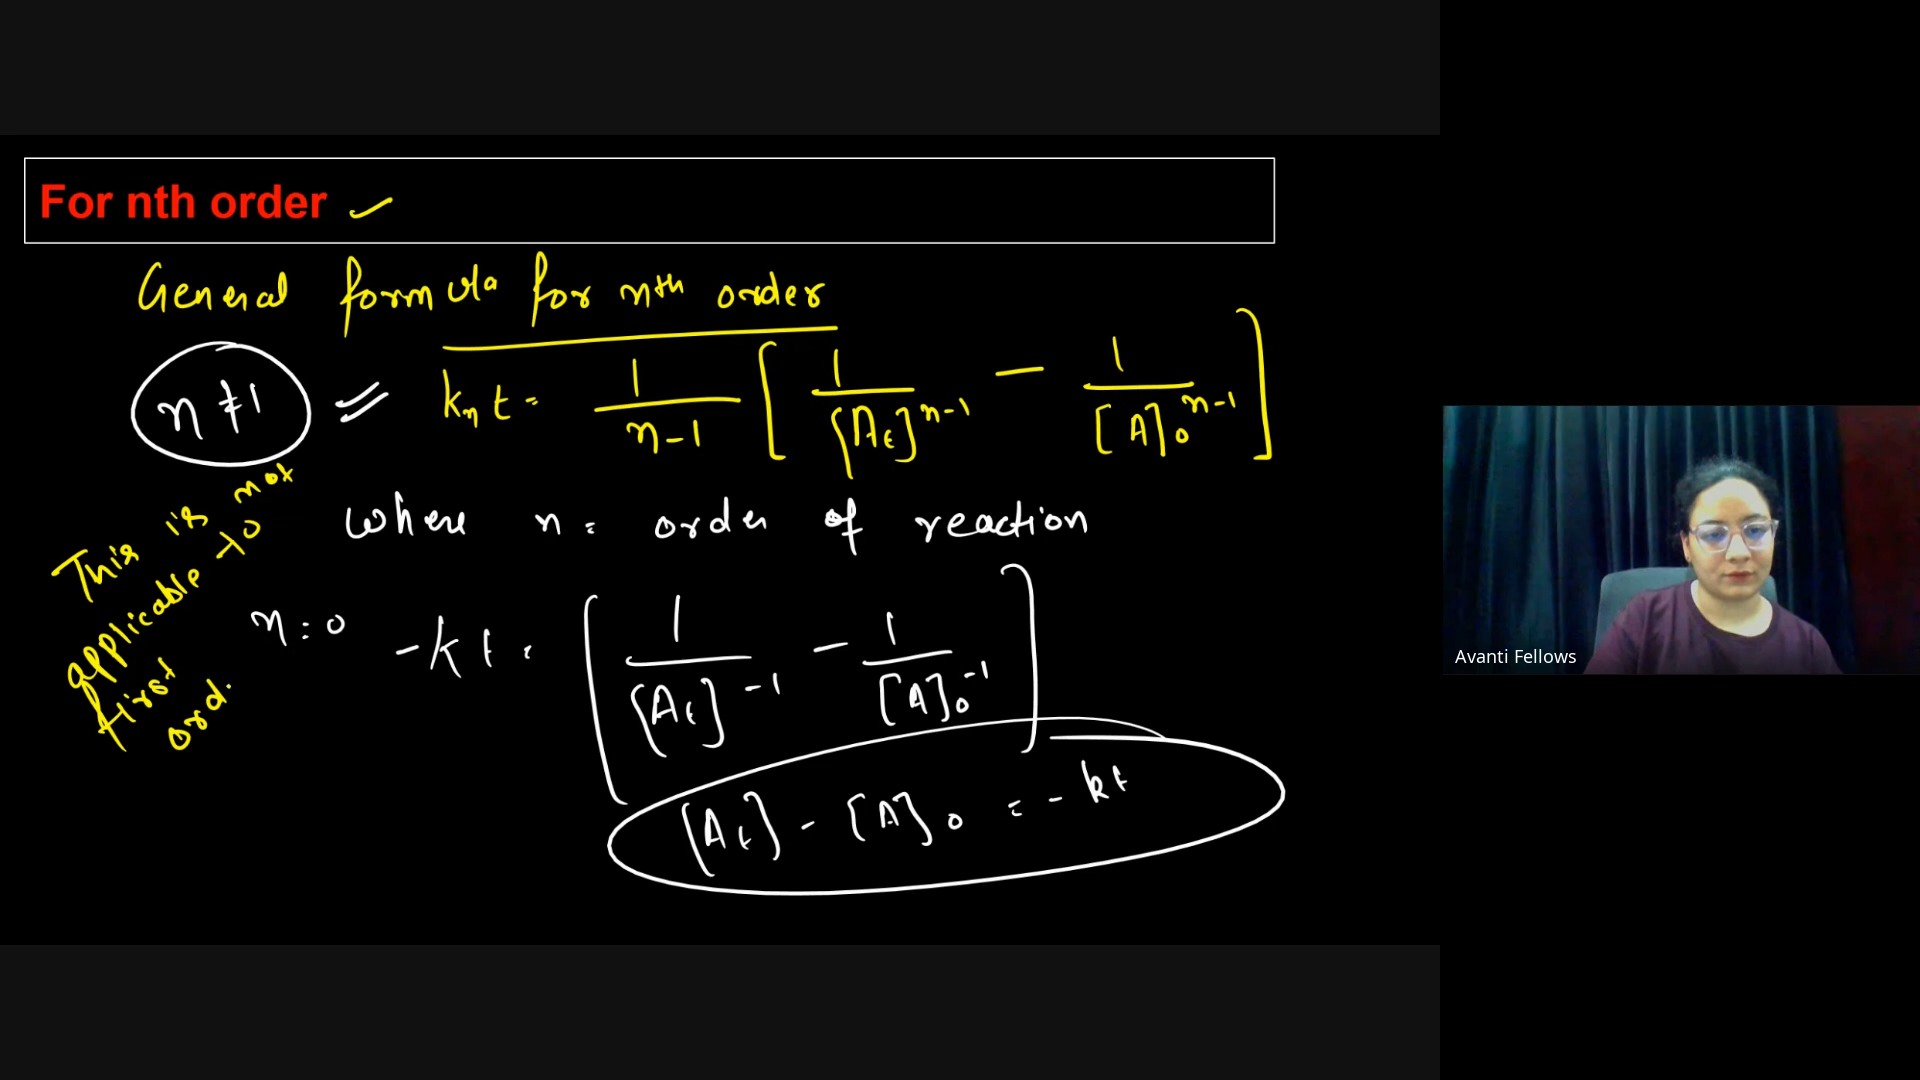 For nth order
General formula for nth order
n ≠ 1 ⇒ kₙt = 1/(n-1) [ 1/[Aₜ]ⁿ⁻¹ - 1/[A]₀ⁿ⁻¹ ]
where n = order of reaction
This is not
applicable to
first
ord.
n = 0 -kt = [ 1/[Aₜ]⁻¹ - 1/[A]₀⁻¹ ]
[Aₜ] - [A]₀ = -kt
Avanti Fellows